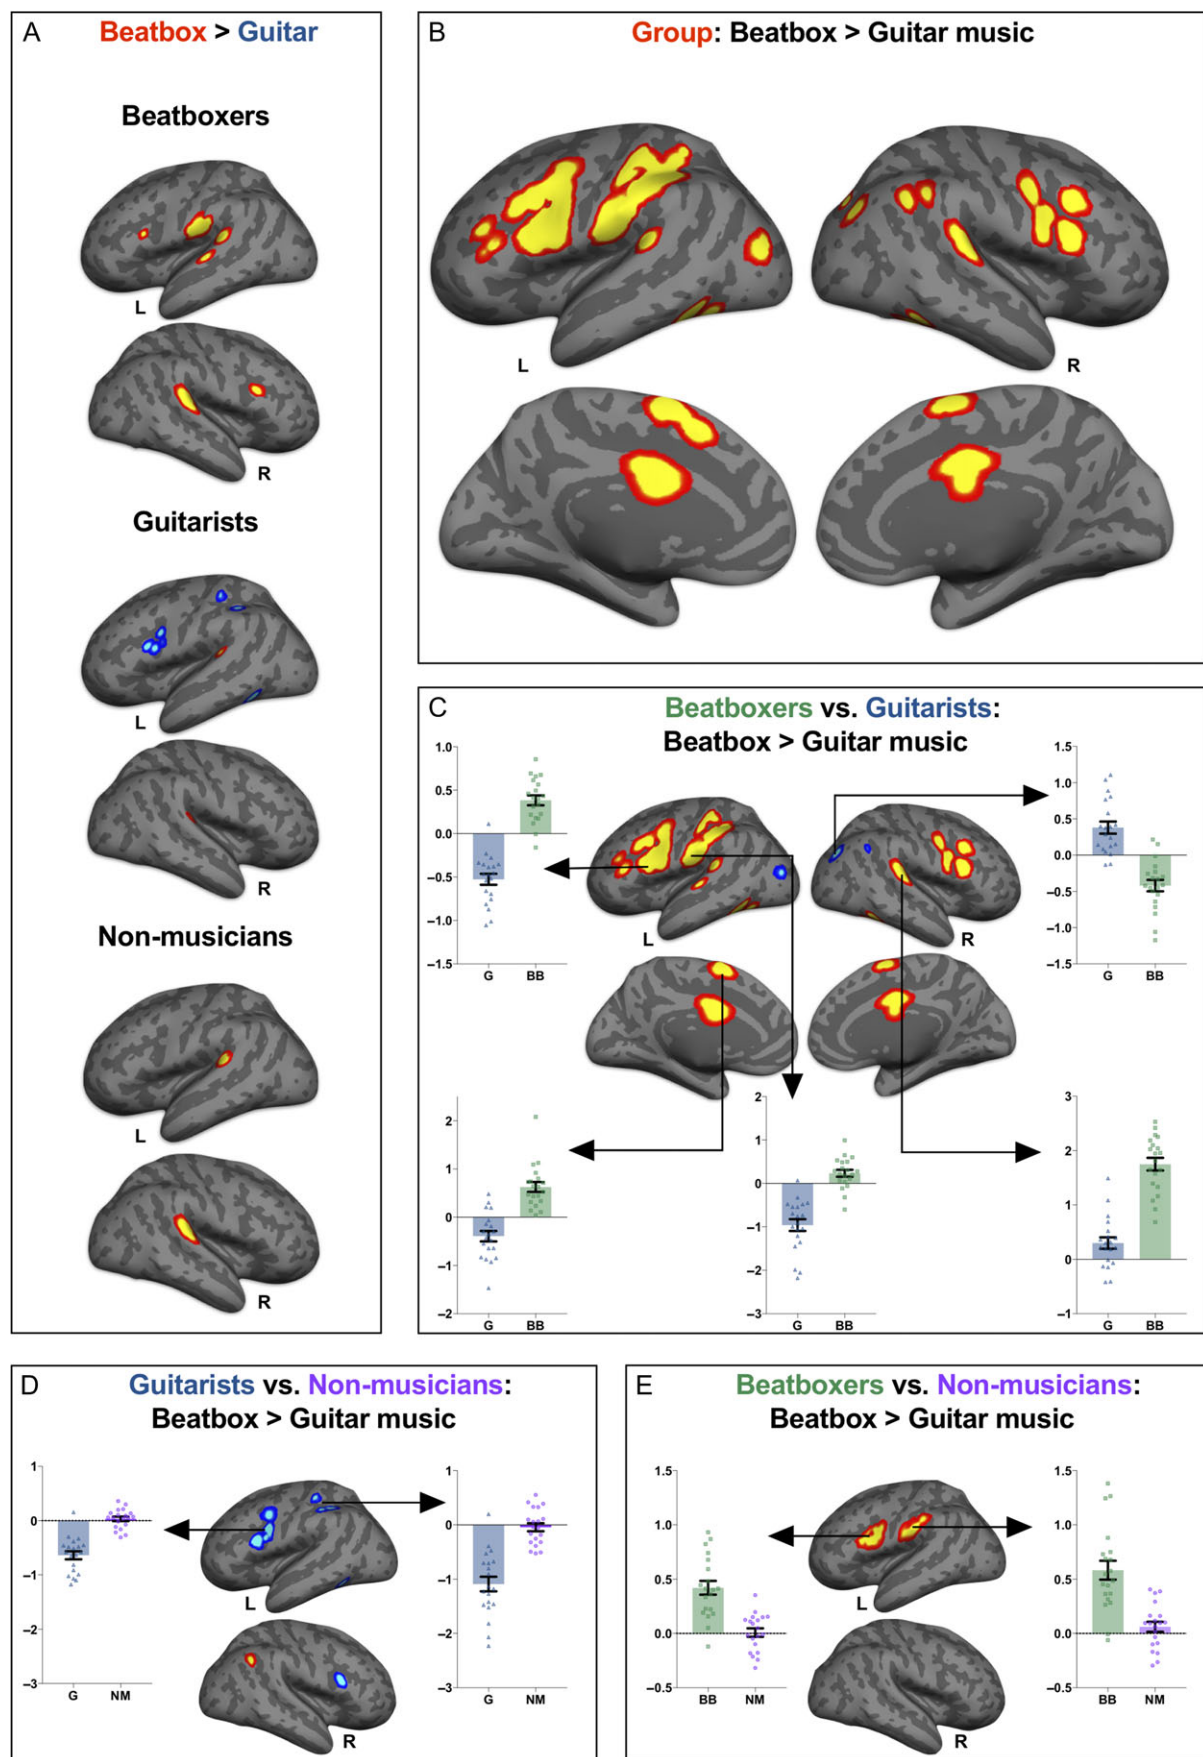 A Beatbox > Guitar
Beatboxers
L
R
Guitarists
L
R
Non-musicians
L
R
B Group: Beatbox > Guitar music
L R
C Beatboxers vs. Guitarists:
Beatbox > Guitar music
1.0
0.5
0.0
–0.5
–1.0
–1.5
G BB
L R
1.5
1.0
0.5
0.0
–0.5
–1.0
–1.5
G BB
2
1
0
–1
–2
G BB
2
1
0
–1
–2
–3
G BB
3
2
1
0
–1
G BB
D Guitarists vs. Non-musicians:
Beatbox > Guitar music
1
0
–1
–2
–3
G NM
L
R
1
0
–1
–2
–3
G NM
E Beatboxers vs. Non-musicians:
Beatbox > Guitar music
1.5
1.0
0.5
0.0
–0.5
BB NM
L
R
1.5
1.0
0.5
0.0
–0.5
BB NM